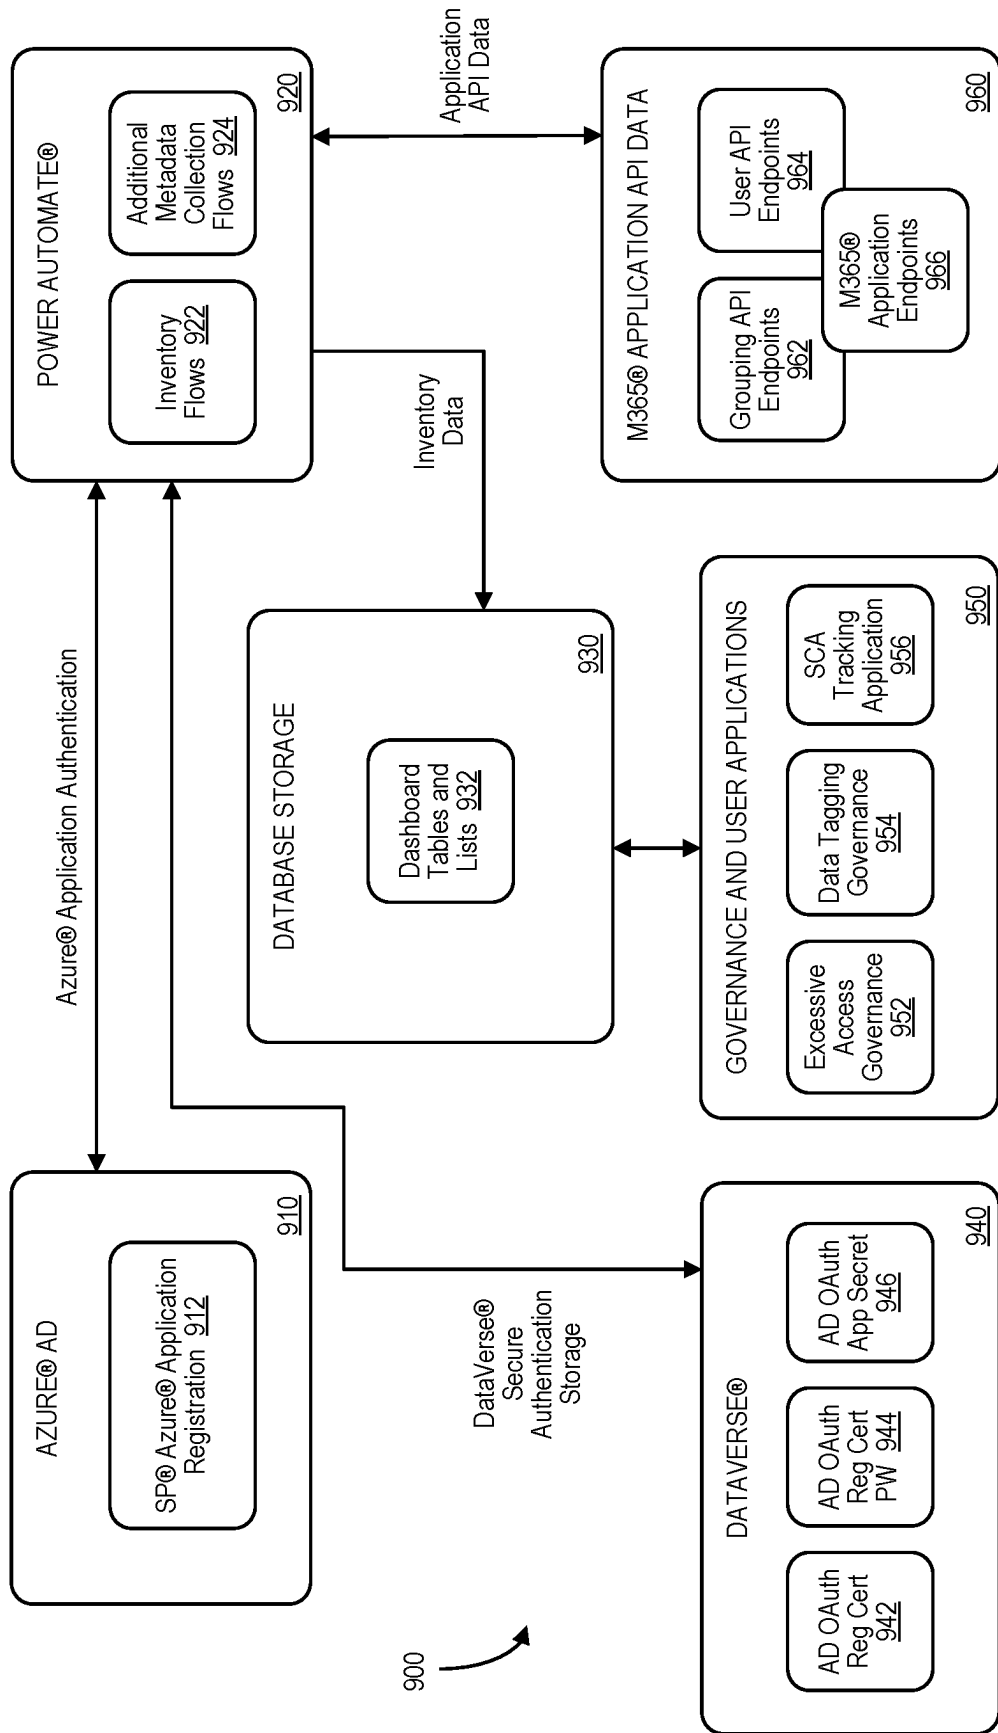 AZURE® AD
SP® Azure® Application
Registration 912
910
Azure® Application Authentication
POWER AUTOMATE®
Inventory
Flows 922
Additional
Metadata
Collection
Flows 924
920
DATABASE STORAGE
Dashboard
Tables and
Lists 932
930
Inventory
Data
Application
API Data
900
DataVerse®
Secure
Authentication
Storage
DATAVERSE®
AD OAuth
Reg Cert
942
AD OAuth
Reg Cert
PW 944
AD OAuth
App Secret
946
940
GOVERNANCE AND USER APPLICATIONS
Excessive
Access
Governance
952
Data Tagging
Governance
954
SCA
Tracking
Application
956
950
M365® APPLICATION API DATA
Grouping API
Endpoints
962
User API
Endpoints
964
M365®
Application
Endpoints
966
960